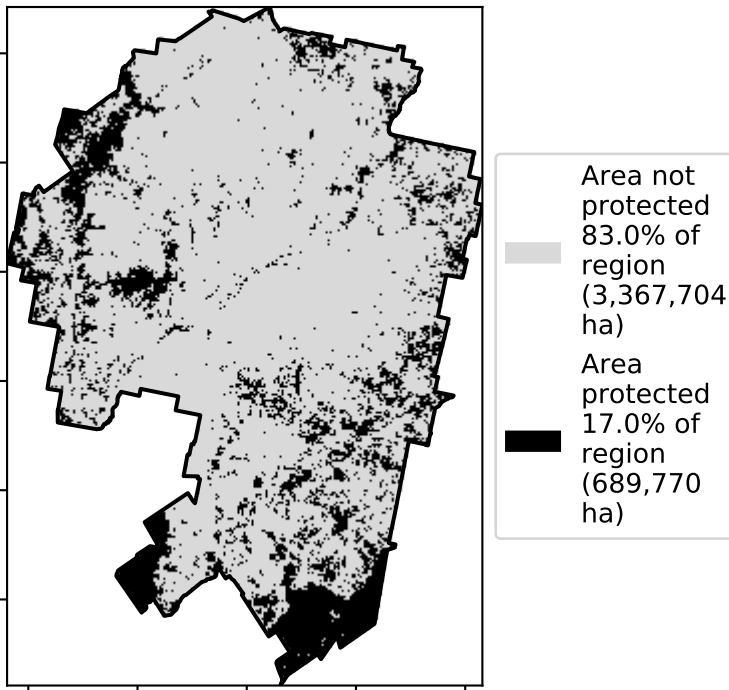 Area not
protected
83.0% of
region
(3,367,704
ha)
Area
protected
17.0% of
region
(689,770
ha)